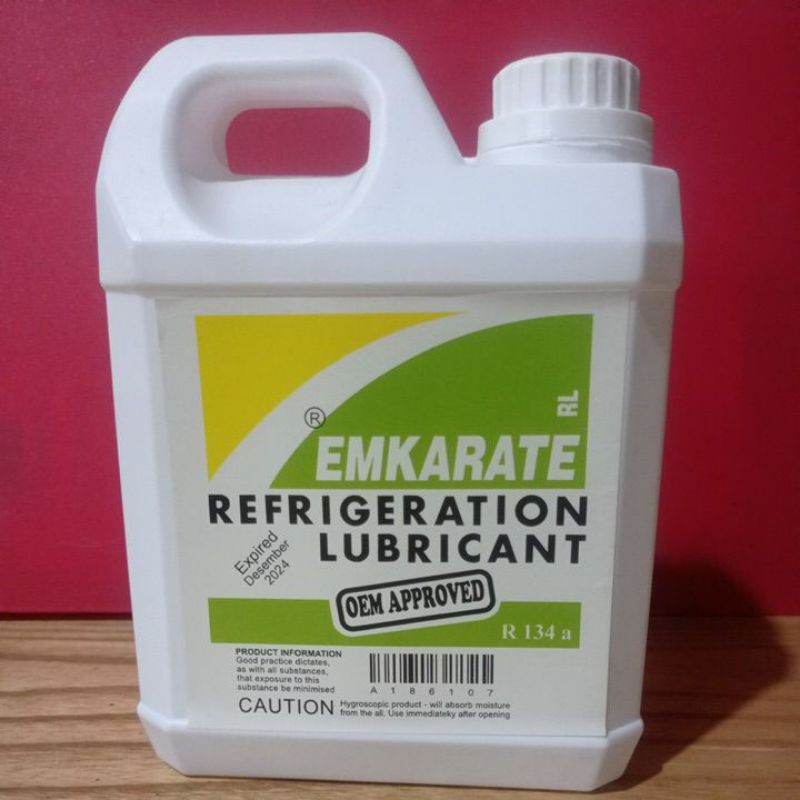 RL
® EMKARATE
REFRIGERATION
LUBRICANT
Expired
Desember
2024
OEM APPROVED
R 134 a
PRODUCT INFORMATION
Good practice dictates,
as with all substances,
that exposure to this
substance be minimised
A186107
CAUTION
Hygroscopic product - will absorb moisture
from the all. Use immediateky after opening